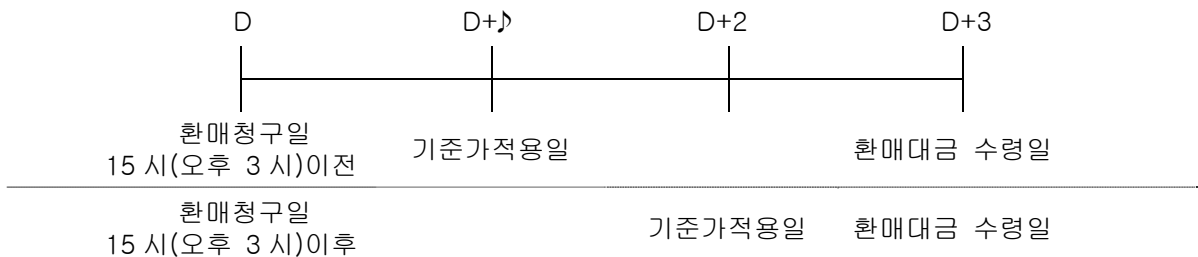 D D+♪ D+2 D+3
환매청구일
15 시(오후 3 시)이전
기준가적용일
환매대금 수령일
환매청구일
15 시(오후 3 시)이후
기준가적용일
환매대금 수령일